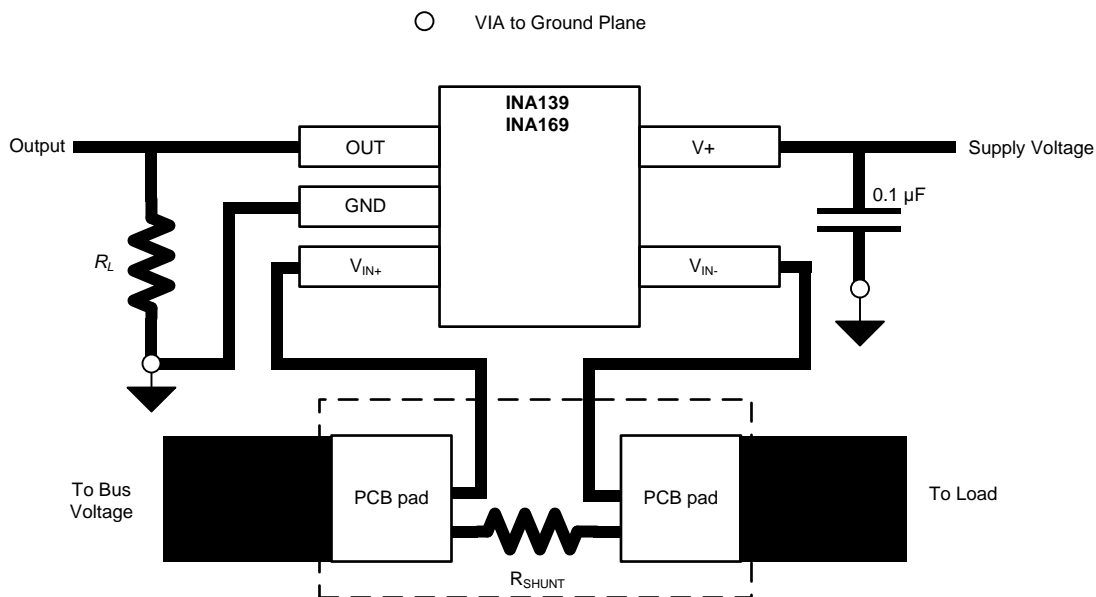 VIA to Ground Plane
INA139
INA169
Output
OUT
V+
Supply Voltage
GND
0.1 µF
R_L
V_IN+
V_IN-
To Bus
Voltage
PCB pad
PCB pad
To Load
R_SHUNT